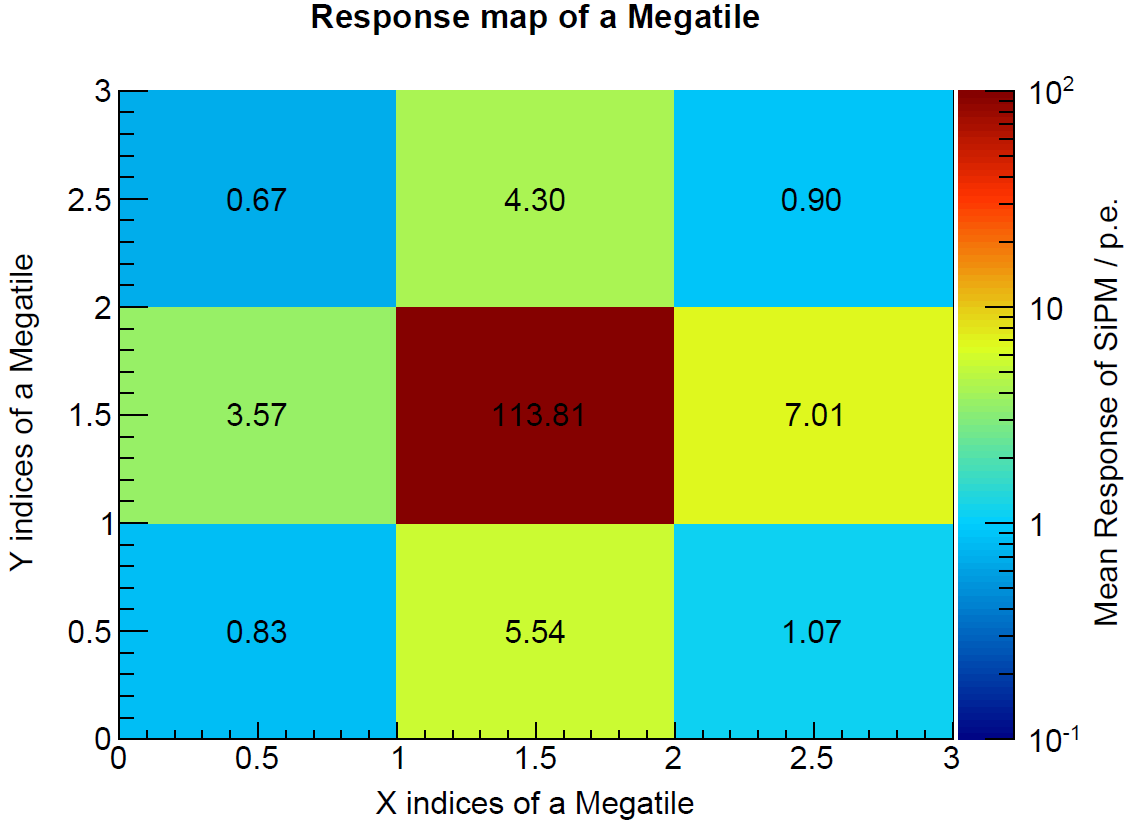 Response map of a Megatile
3
2.5
2
1.5
1
0.5
0
Y indices of a Megatile
0.67 4.30 0.90
3.57 113.81 7.01
0.83 5.54 1.07
0 0.5 1 1.5 2 2.5 3
X indices of a Megatile
10²
10
1
10⁻¹
Mean Response of SiPM / p.e.